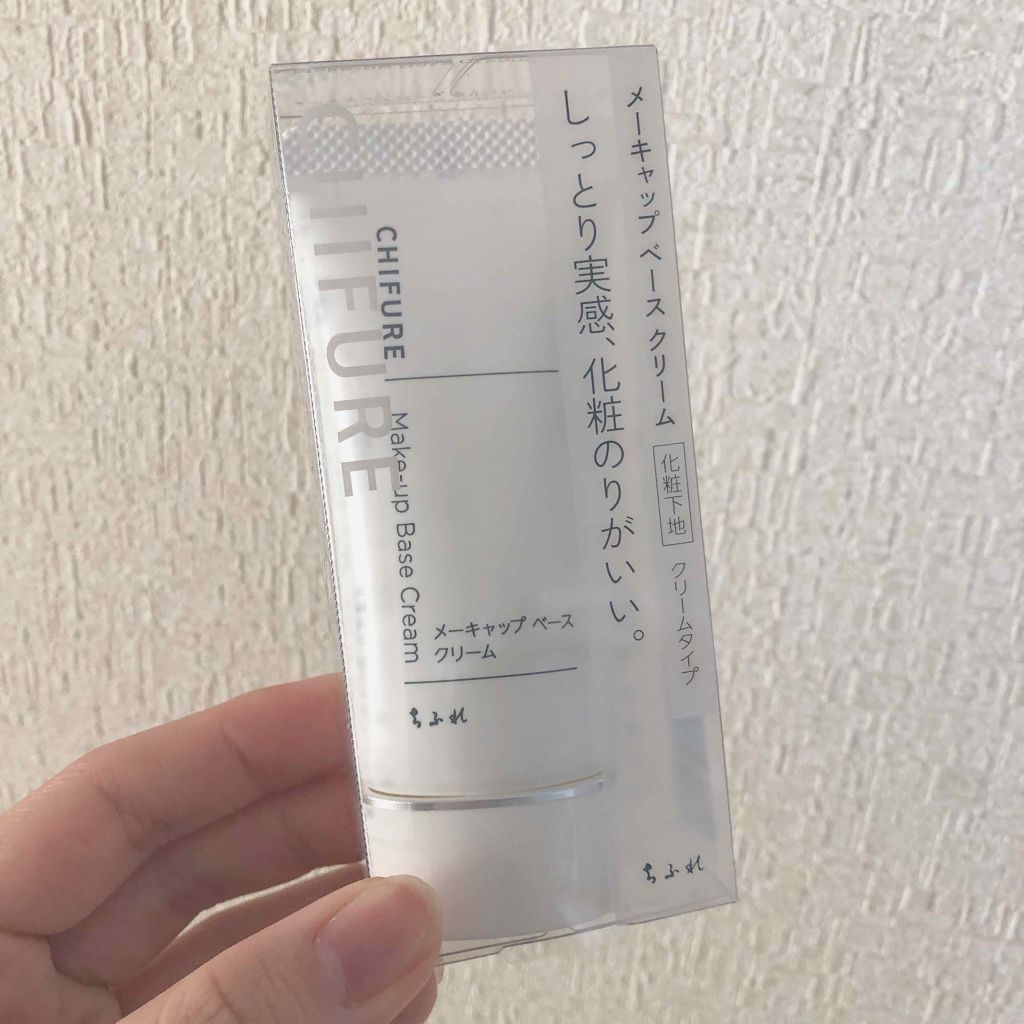 メーキャップ ベース クリーム
化粧下地
クリームタイプ
しっとり実感、化粧のりがいい。
CHIFURE
CHIFURE
Make-up Base Cream
メーキャップ ベース
クリーム
ちふれ
ちふれ